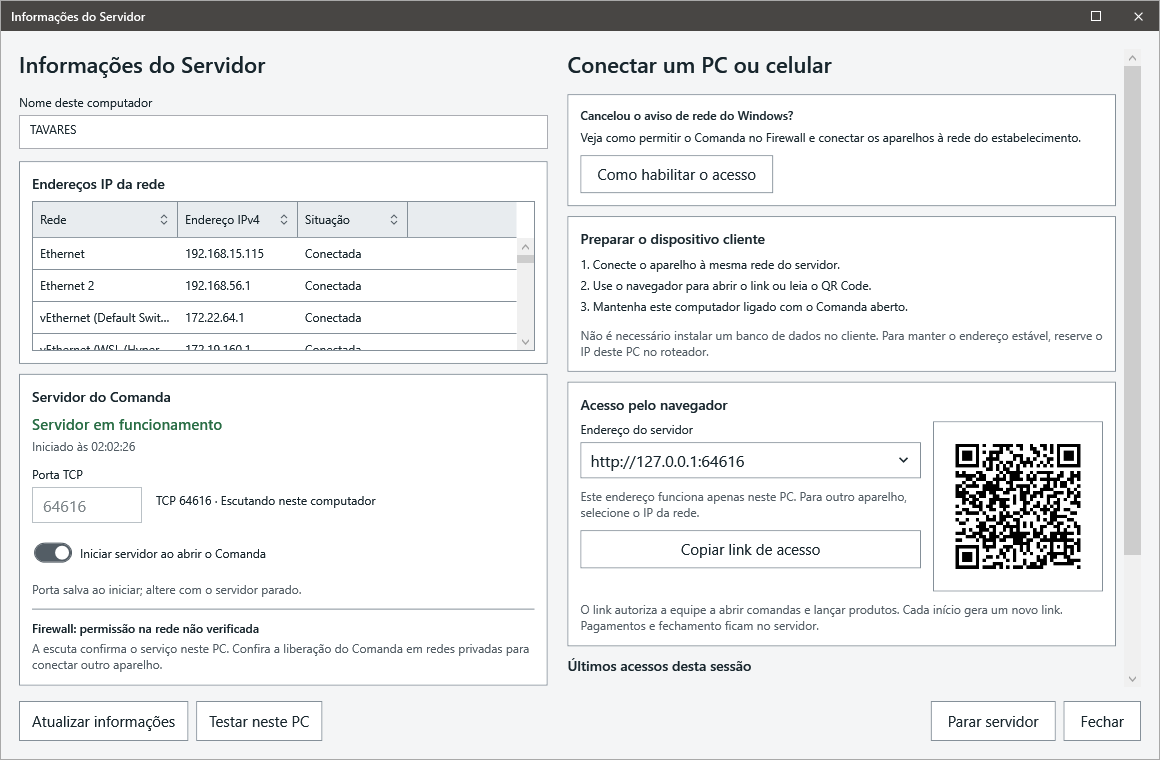 Informações do Servidor
Informações do Servidor
Nome deste computador
TAVARES
Endereços IP da rede
Rede Endereço IPv4 Situação
Ethernet 192.168.15.115 Conectada
Ethernet 2 192.168.56.1 Conectada
vEthernet (Default Swit... 172.22.64.1 Conectada
vEthernet (WSL (Hyper... 172.19.160.1 Conectada
Servidor do Comanda
Servidor em funcionamento
Iniciado às 02:02:26
Porta TCP
64616
TCP 64616 · Escutando neste computador
Iniciar servidor ao abrir o Comanda
Porta salva ao iniciar; altere com o servidor parado.
Firewall: permissão na rede não verificada
A escuta confirma o serviço neste PC. Confira a liberação do Comanda em redes privadas para
conectar outro aparelho.
Atualizar informações
Testar neste PC
Conectar um PC ou celular
Cancelou o aviso de rede do Windows?
Veja como permitir o Comanda no Firewall e conectar os aparelhos à rede do estabelecimento.
Como habilitar o acesso
Preparar o dispositivo cliente
1. Conecte o aparelho à mesma rede do servidor.
2. Use o navegador para abrir o link ou leia o QR Code.
3. Mantenha este computador ligado com o Comanda aberto.
Não é necessário instalar um banco de dados no cliente. Para manter o endereço estável, reserve o
IP deste PC no roteador.
Acesso pelo navegador
Endereço do servidor
http://127.0.0.1:64616
Este endereço funciona apenas neste PC. Para outro aparelho,
selecione o IP da rede.
Copiar link de acesso
O link autoriza a equipe a abrir comandas e lançar produtos. Cada início gera um novo link.
Pagamentos e fechamento ficam no servidor.
Últimos acessos desta sessão
Parar servidor
Fechar